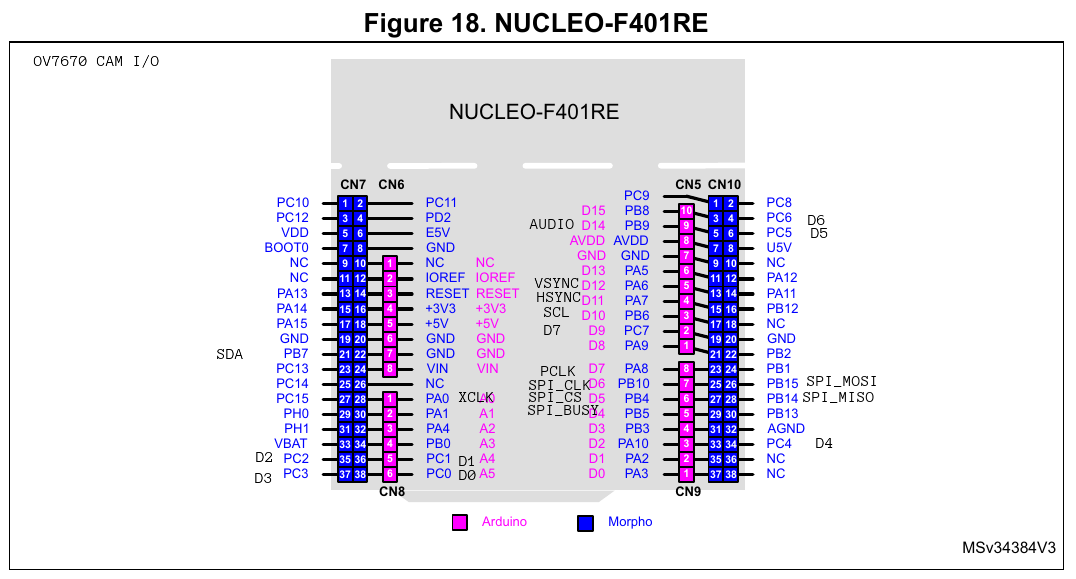 Figure 18. NUCLEO-F401RE
OV7670 CAM I/O
NUCLEO-F401RE
CN7 CN6 CN5 CN10
PC9
PC10 1 2 PC11 1 2 PC8
PC12 3 4 PD2 D15 PB8 10 3 4 PC6 D6
VDD 5 6 E5V AUDIO D14 PB9 9 5 6 PC5 D5
BOOT0 7 8 GND AVDD AVDD 8 7 8 U5V
NC 9 10 1 NC NC GND GND 7 9 10 NC
NC 11 12 2 IOREF IOREF D13 PA5 6 11 12 PA12
PA13 13 14 3 RESET RESET VSYNC D12 PA6 5 13 14 PA11
PA14 15 16 4 +3V3 +3V3 HSYNC D11 PA7 4 15 16 PB12
PA15 17 18 5 +5V +5V SCL D10 PB6 3 17 18 NC
GND 19 20 6 GND GND D7 D9 PC7 2 19 20 GND
SDA PB7 21 22 7 GND GND D8 PA9 1 21 22 PB2
PC13 23 24 8 VIN VIN PCLK D7 PA8 8 23 24 PB1
PC14 25 26 NC SPI_CLK D6 PB10 7 25 26 PB15 SPI_MOSI
PC15 27 28 1 PA0 XCLK A0 SPI_CS D5 PB4 6 27 28 PB14 SPI_MISO
PH0 29 30 2 PA1 A1 SPI_BUSY D4 PB5 5 29 30 PB13
PH1 31 32 3 PA4 A2 D3 PB3 4 31 32 AGND
VBAT 33 34 4 PB0 A3 D2 PA10 3 33 34 PC4 D4
D2 PC2 35 36 5 PC1 D1 A4 D1 PA2 2 35 36 NC
D3 PC3 37 38 6 PC0 D0 A5 D0 PA3 1 37 38 NC
CN8 CN9
Arduino Morpho
MSv34384V3